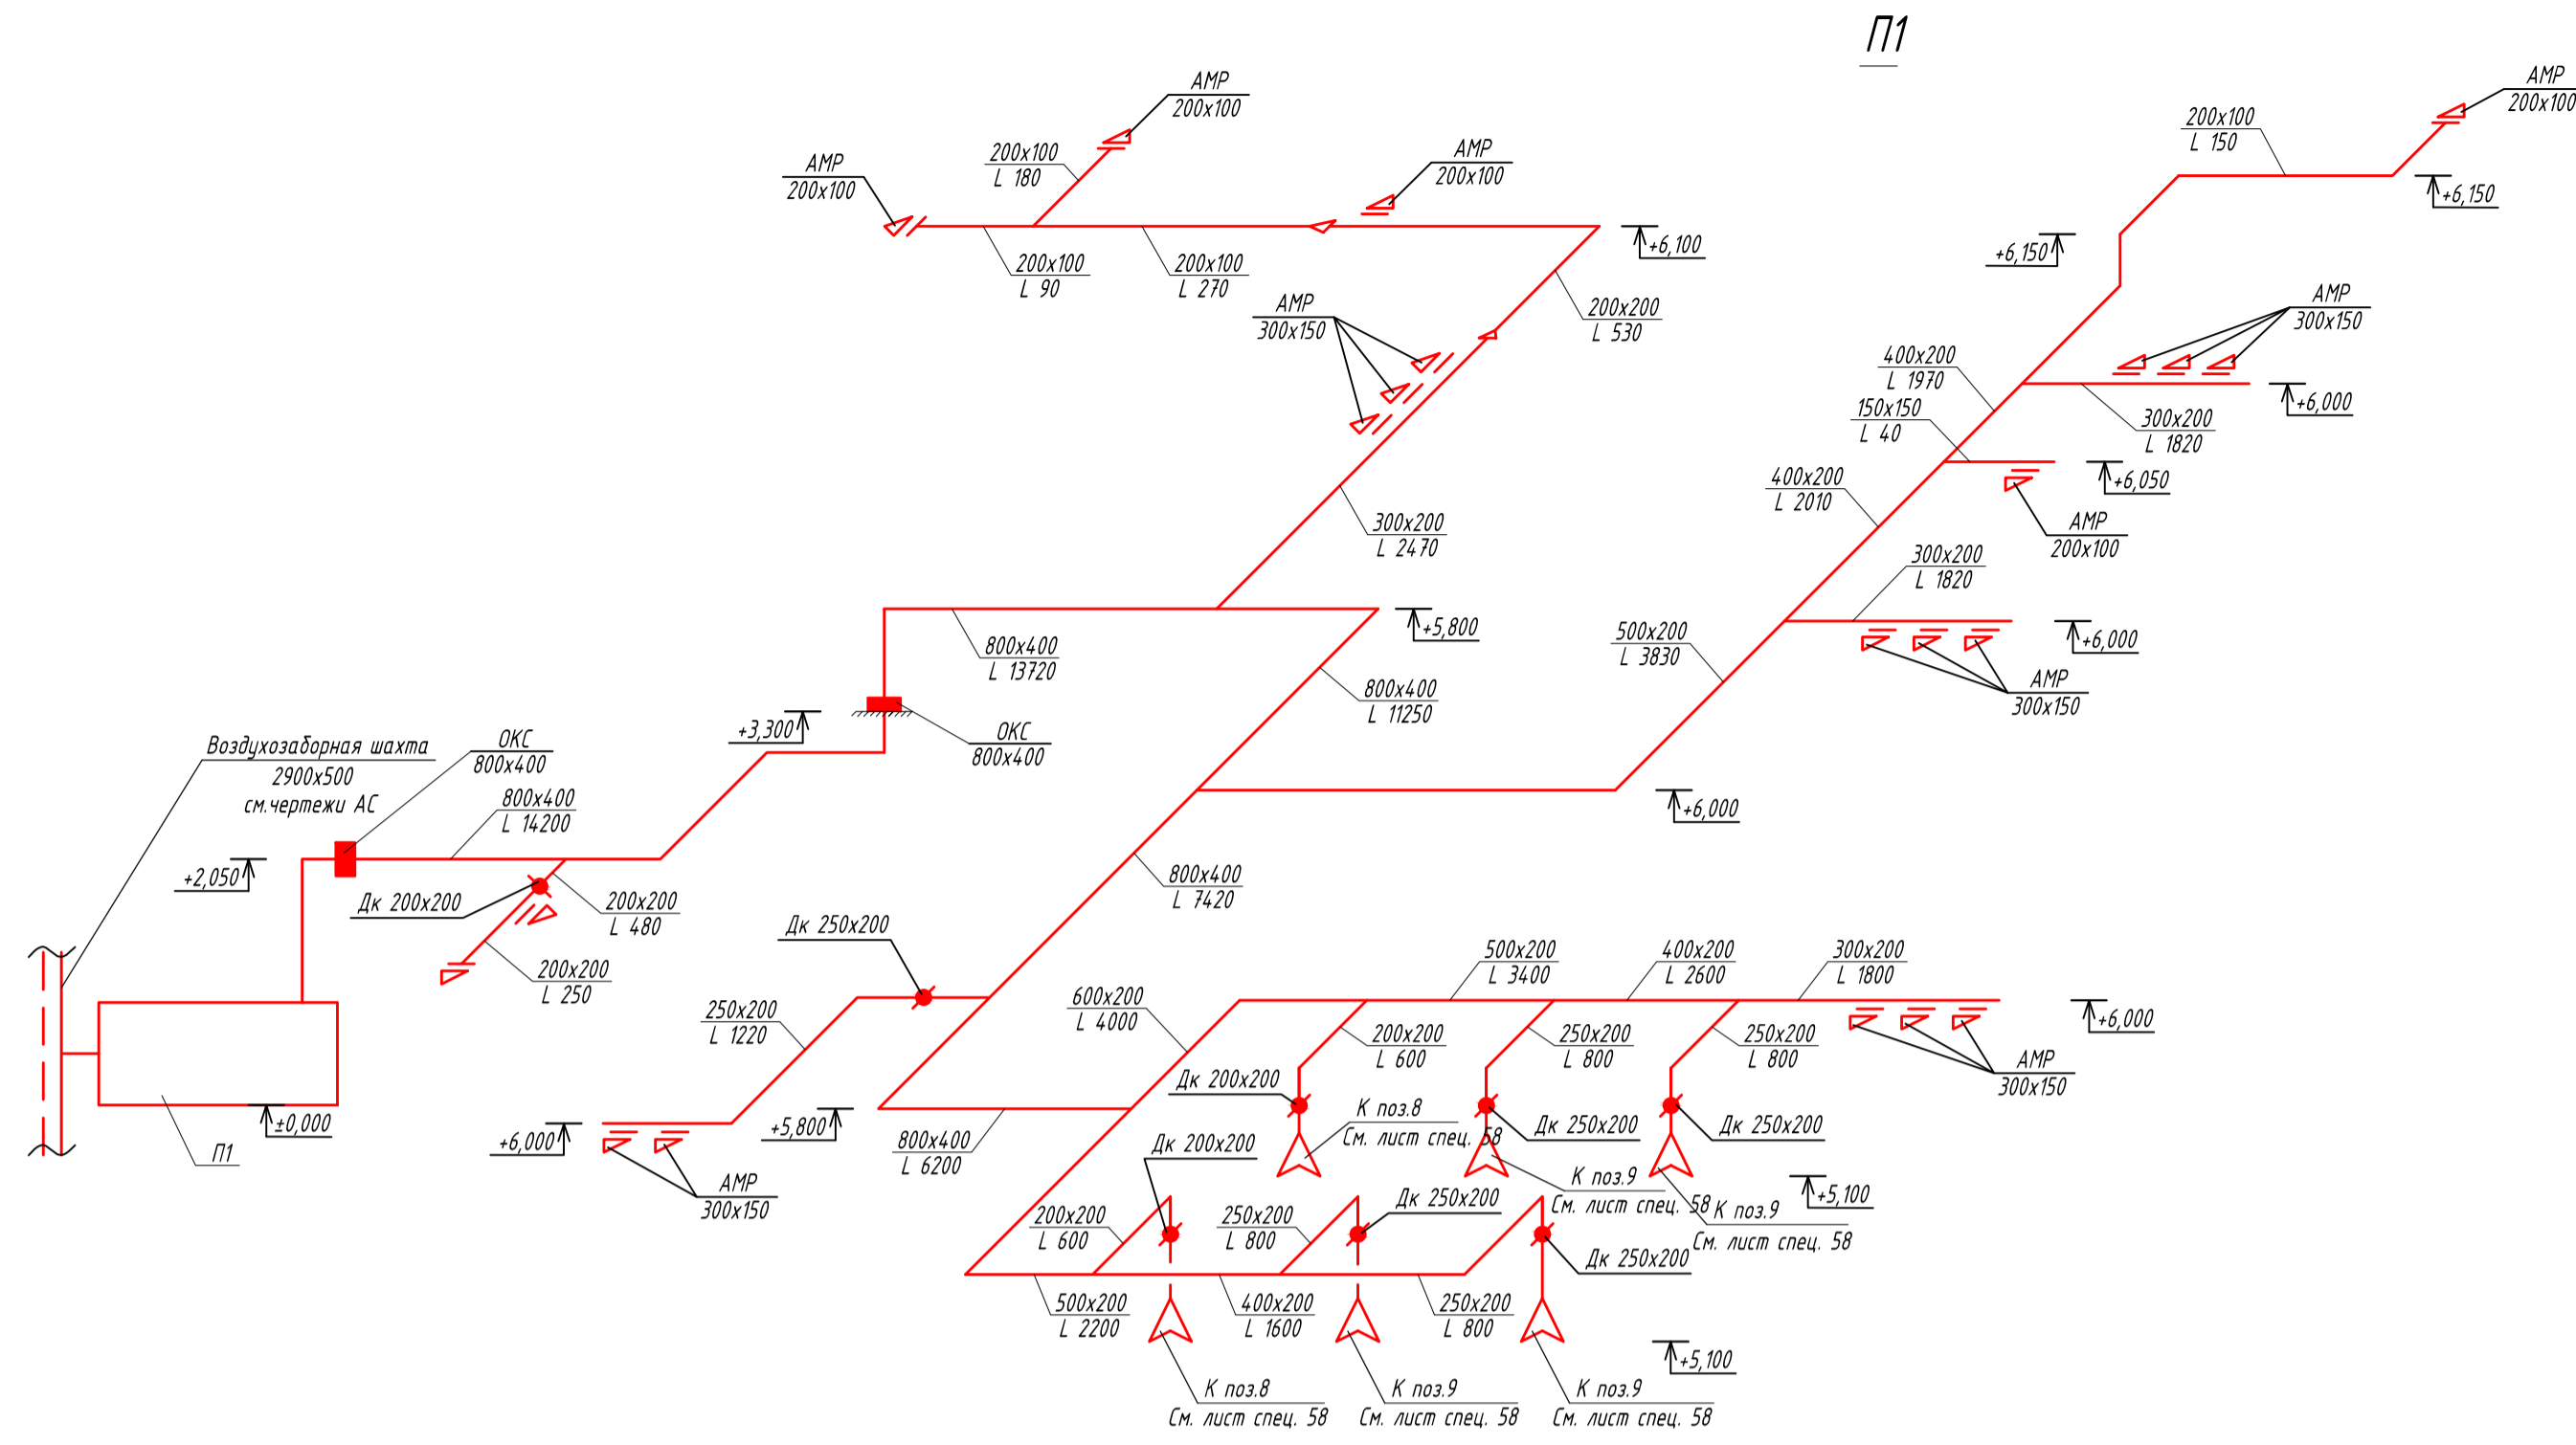 П1
АМР
200х100
200х100
L 180
АМР
200х100
АМР
200х100
200х100
L 90
200х100
L 270
+6,100
АМР
300х150
200х200
L 530
300х200
L 2470
200х100
L 150
АМР
200х100
+6,150
+6,150
АМР
300х150
400х200
L 1970
300х200
L 1820
+6,000
150х150
L 40
+6,050
400х200
L 2010
АМР
200х100
300х200
L 1820
500х200
L 3830
+6,000
АМР
300х150
800х400
L 13720
+5,800
800х400
L 11250
+3,300
ОКС
800х400
Воздухозаборная шахта
2900х500
см.чертежи АС
ОКС
800х400
800х400
L 14200
+6,000
+2,050
Дк 200х200
200х200
L 480
800х400
L 7420
200х200
L 250
Дк 250х200
250х200
L 1220
600х200
L 4000
500х200
L 3400
400х200
L 2600
300х200
L 1800
+6,000
200х200
L 600
250х200
L 800
250х200
L 800
АМР
300х150
Дк 200х200
К поз.8
См. лист спец. 58
Дк 250х200
Дк 250х200
±0,000
П1
+6,000
+5,800
800х400
L 6200
Дк 200х200
АМР
300х150
К поз.9
См. лист спец. 58
К поз.9
См. лист спец. 58
+5,100
200х200
L 600
250х200
L 800
Дк 250х200
Дк 250х200
500х200
L 2200
400х200
L 1600
250х200
L 800
+5,100
К поз.8
См. лист спец. 58
К поз.9
См. лист спец. 58
К поз.9
См. лист спец. 58